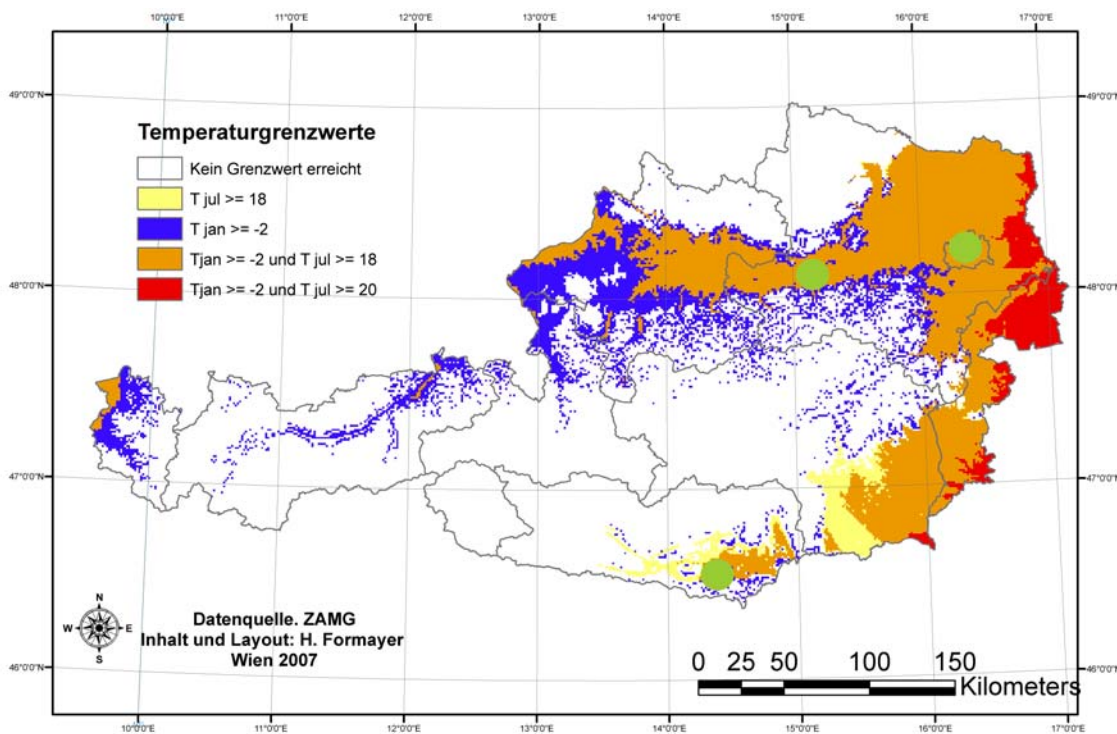 10°0'0"E 11°0'0"E 12°0'0"E 13°0'0"E 14°0'0"E 15°0'0"E 16°0'0"E 17°0'0"E
49°0'0"N 49°0'0"N
Temperaturgrenzwerte
Kein Grenzwert erreicht
T jul >= 18
T jan >= -2
Tjan >= -2 und T jul >= 18
Tjan >= -2 und T jul >= 20
48°0'0"N 48°0'0"N
47°0'0"N 47°0'0"N
N
W E
S
Datenquelle. ZAMG
Inhalt und Layout: H. Formayer
Wien 2007
46°0'0"N 46°0'0"N
0 25 50 100 150
Kilometers
10°0'0"E 11°0'0"E 12°0'0"E 13°0'0"E 14°0'0"E 15°0'0"E 16°0'0"E 17°0'0"E